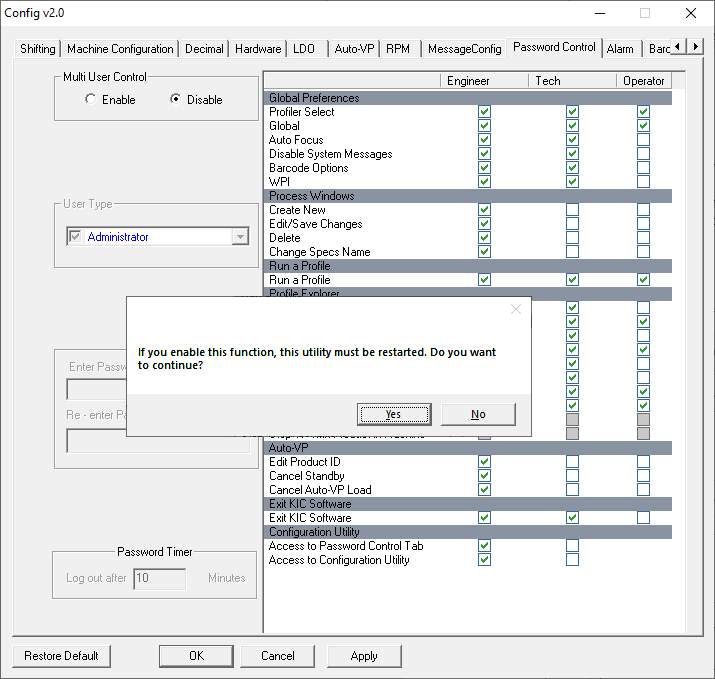 Config v2.0
Shifting Machine Configuration Decimal Hardware LDO Auto-VP RPM MessageConfig Password Control Alarm Barc
Multi User Control
Enable Disable
User Type
Administrator
Enter Passw
Re - enter Pa
Password Timer
Log out after 10 Minutes
Engineer Tech Operator
Global Preferences
Profiler Select
Global
Auto Focus
Disable System Messages
Barcode Options
WPI
Process Windows
Create New
Edit/Save Changes
Delete
Change Specs Name
Run a Profile
Run a Profile
Profile Explorer
If you enable this function, this utility must be restarted. Do you want
to continue?
Yes No
Auto-VP
Edit Product ID
Cancel Standby
Cancel Auto-VP Load
Exit KIC Software
Exit KIC Software
Configuration Utility
Access to Password Control Tab
Access to Configuration Utility
Restore Default OK Cancel Apply